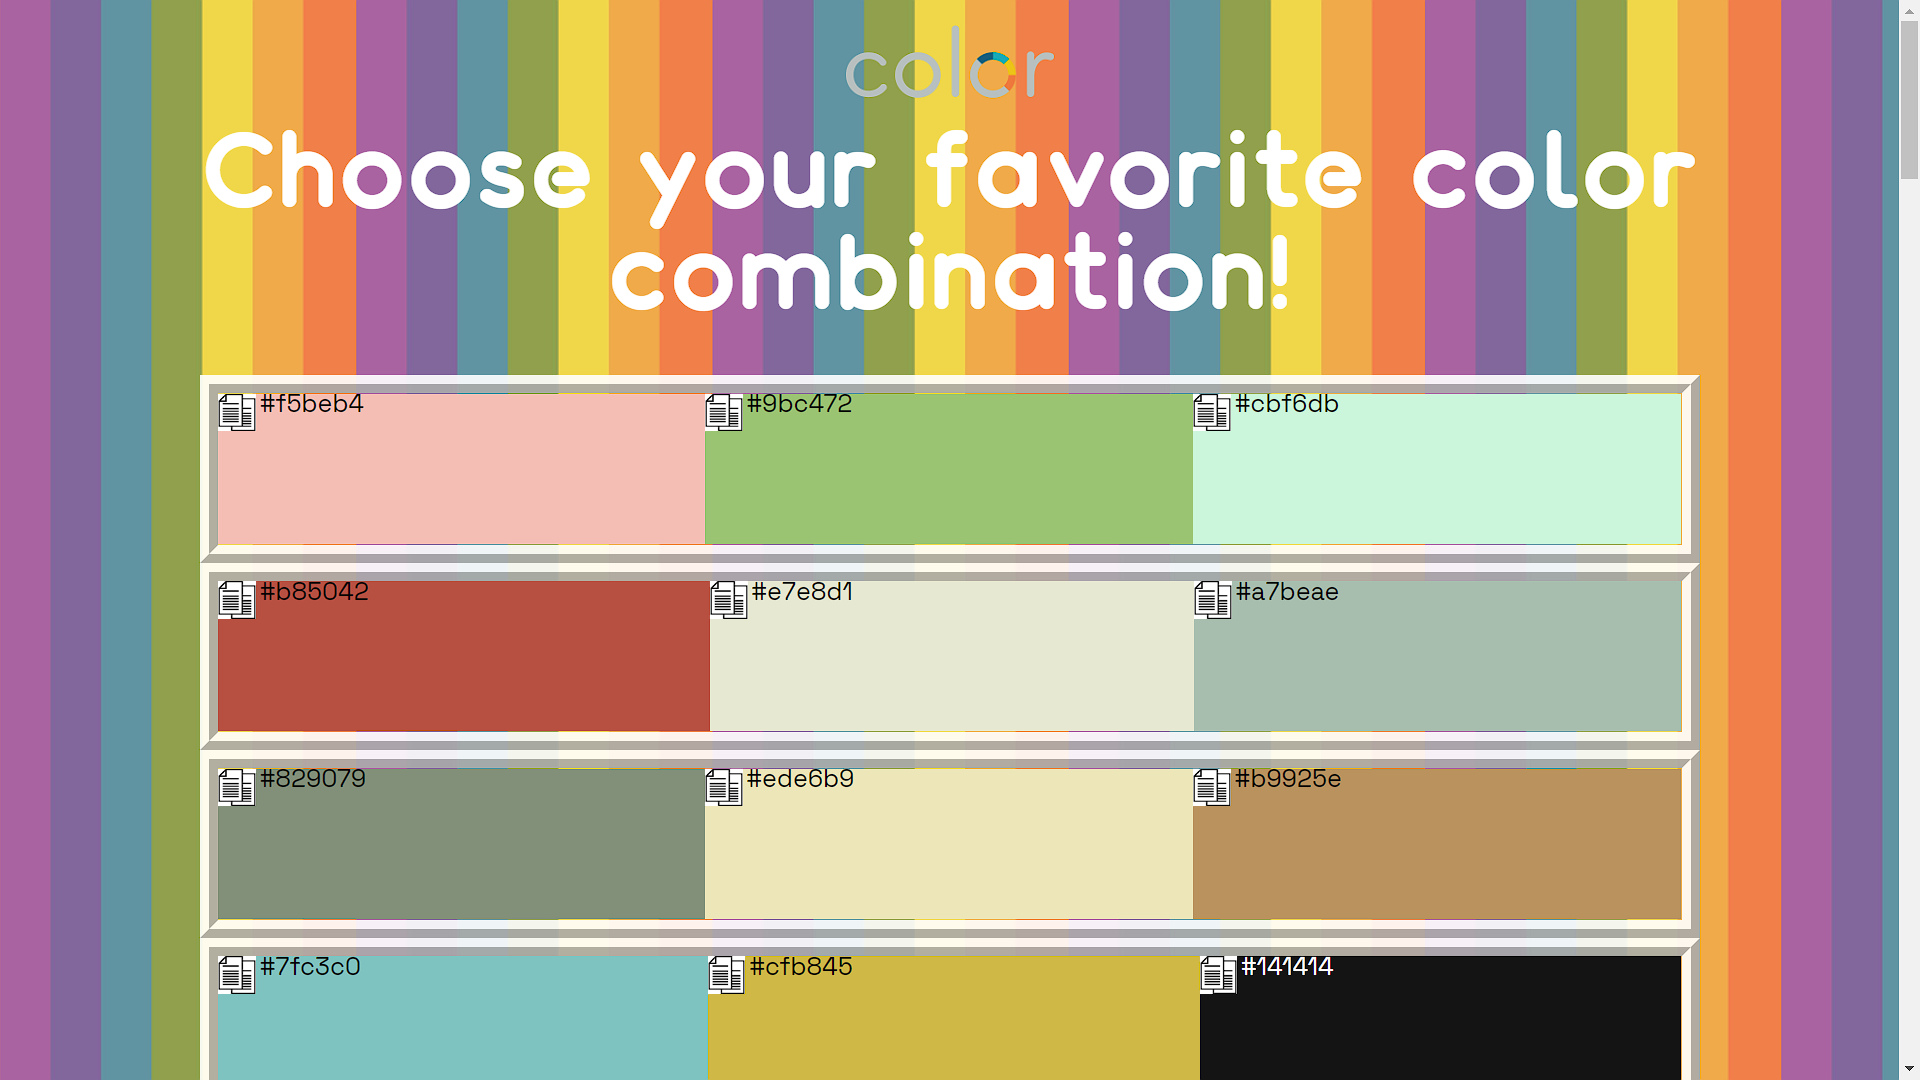 color
Choose your favorite color
combination!
#f5beb4 #9bc472 #cbf6db
#b85042 #e7e8d1 #a7beae
#829079 #ede6b9 #b9925e
#7fc3c0 #cfb845 #141414